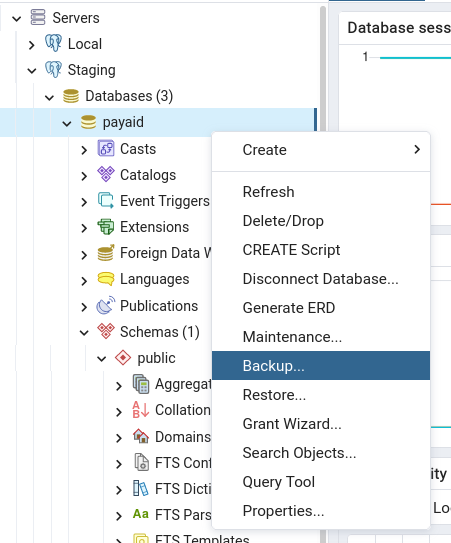 Servers
Local
Staging
Databases (3)
payaid
Casts
Catalogs
Event Triggers
Extensions
Foreign Data W
Languages
Publications
Schemas (1)
public
Aggregat
Collation
Domains
FTS Conf
FTS Dicti
FTS Pars
FTS Templates
Create
Refresh
Delete/Drop
CREATE Script
Disconnect Database...
Generate ERD
Maintenance...
Backup...
Restore...
Grant Wizard...
Search Objects...
Query Tool
Properties...
Database sess
1
ity
Lo